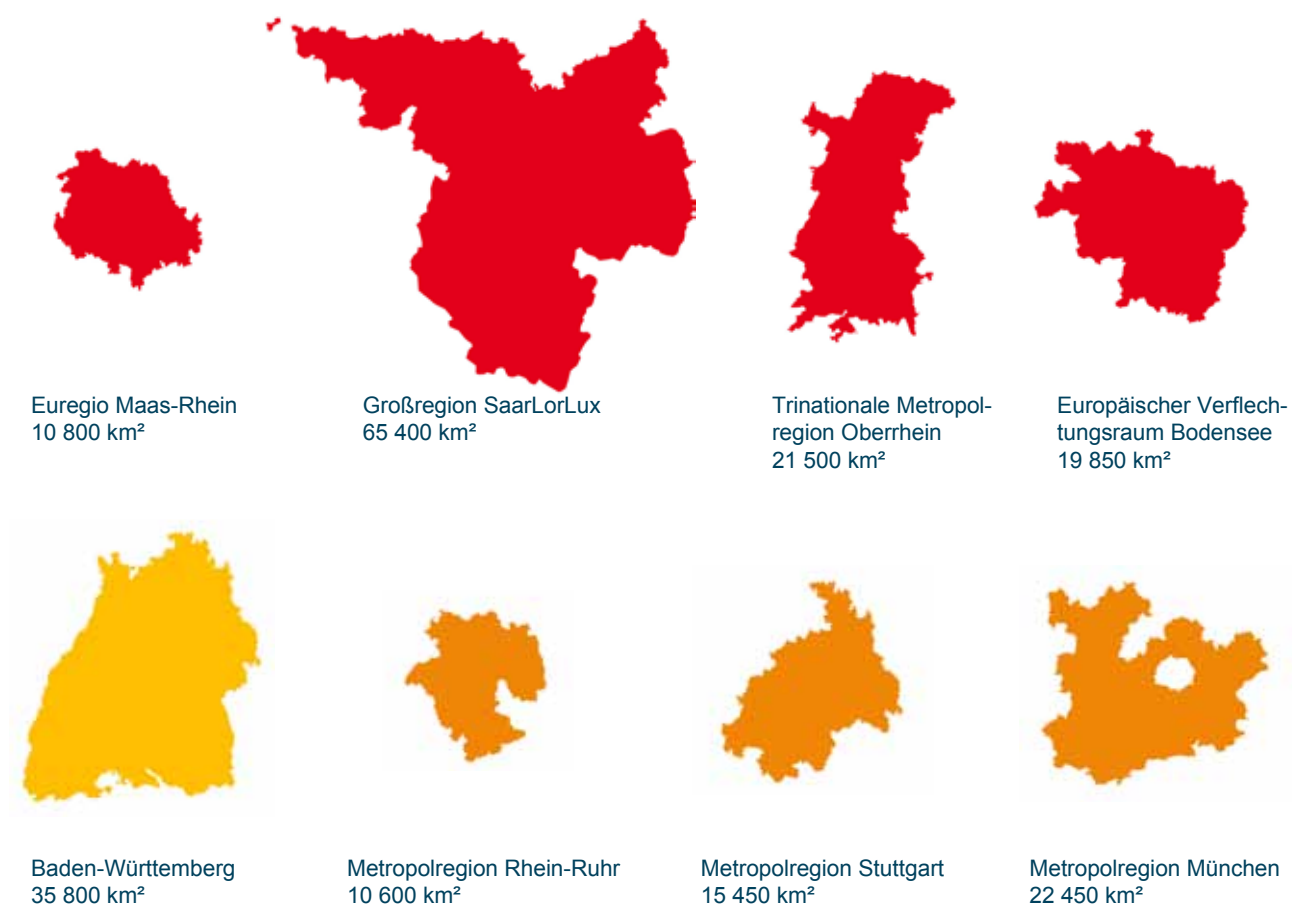 Euregio Maas-Rhein
10 800 km²
Großregion SaarLorLux
65 400 km²
Trinationale Metropol-
region Oberrhein
21 500 km²
Europäischer Verflech-
tungsraum Bodensee
19 850 km²
Baden-Württemberg
35 800 km²
Metropolregion Rhein-Ruhr
10 600 km²
Metropolregion Stuttgart
15 450 km²
Metropolregion München
22 450 km²